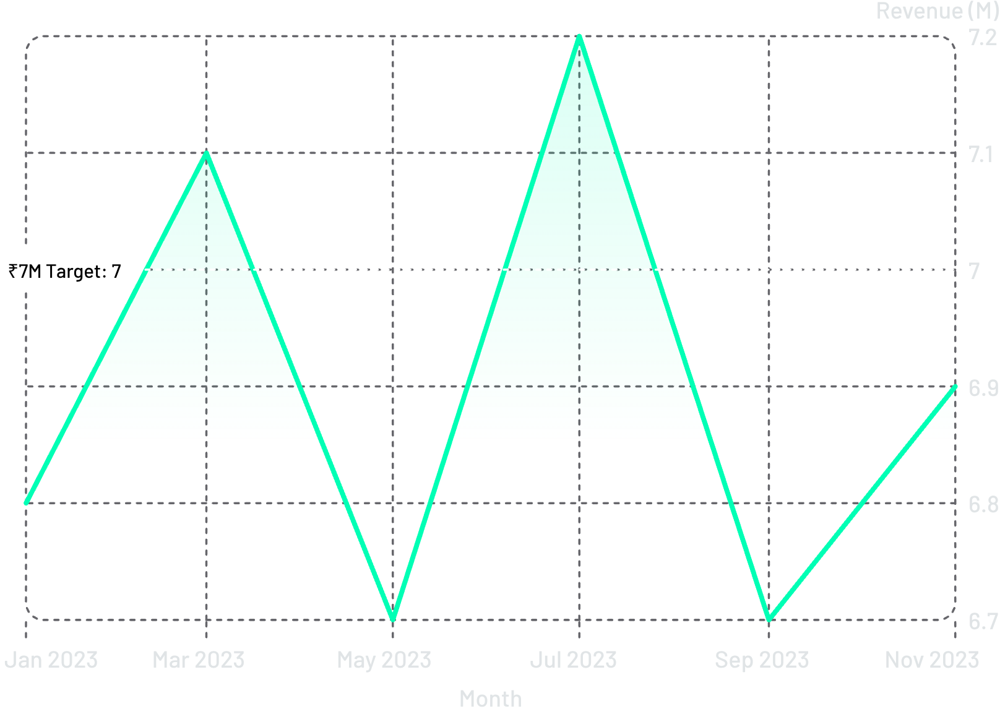 Revenue (M)
7.2
7.1
₹7M Target: 7
7
6.9
6.8
6.7
Jan 2023
Mar 2023
May 2023
Jul 2023
Sep 2023
Nov 2023
Month